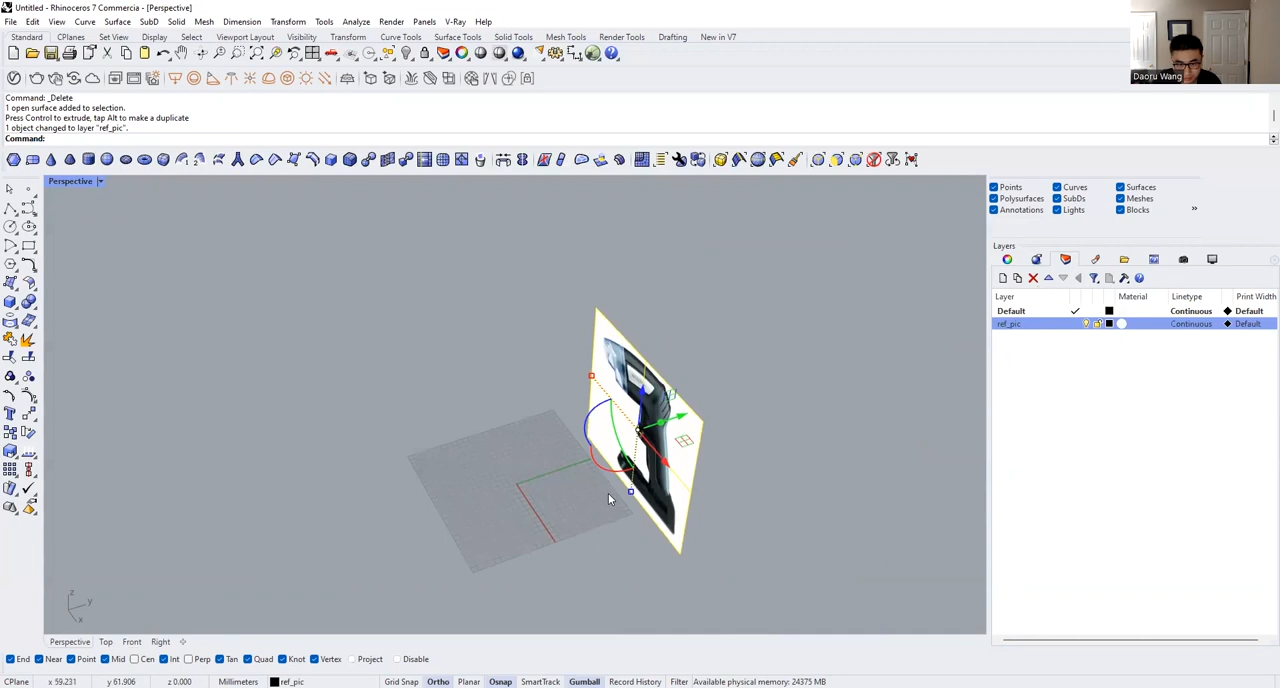 Untitled - Rhinoceros 7 Commercia - [Perspective]
File Edit View Curve Surface SubD Solid Mesh Dimension Transform Tools Analyze Render Panels V-Ray Help
Standard CPlanes Set View Display Select Viewport Layout Visibility Transform Curve Tools Surface Tools Solid Tools Mesh Tools Render Tools Drafting New in V7
Daoru Wang
Command: _Delete
1 open surface added to selection.
Press Control to extrude, tap Alt to make a duplicate
1 object changed to layer "ref_pic".
Command:
Perspective
Points Curves Surfaces
Polysurfaces SubDs Meshes
Annotations Lights Blocks
Layers
Layer Material Linetype Print Width
Default Continuous Default
ref_pic Continuous Default
z
y
x
Perspective Top Front Right
End Near Point Mid Cen Int Perp Tan Quad Knot Vertex Project Disable
CPlane x 59.231 y 61.906 z 0.000 Millimeters ref_pic Grid Snap Ortho Planar Osnap SmartTrack Gumball Record History Filter Available physical memory: 24375 MB